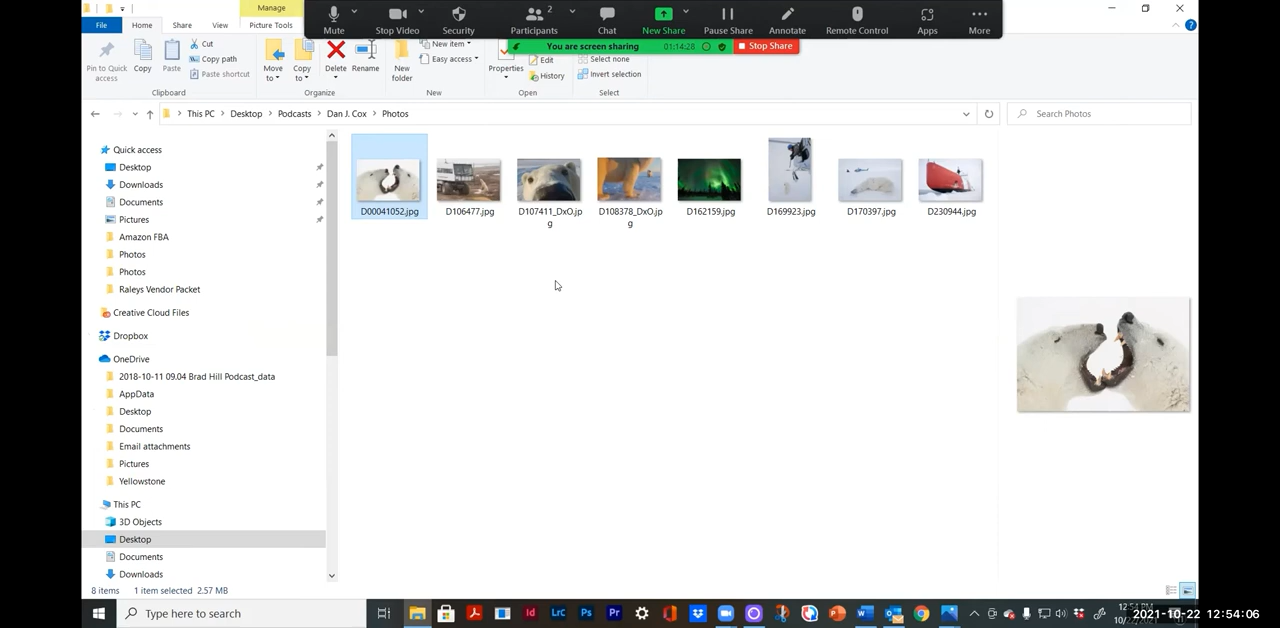 Manage
Mute
Stop Video
Security
2
Participants
Chat
New Share
Pause Share
Annotate
Remote Control
Apps
More
You are screen sharing
01:14:28
Stop Share
File
Home
Share
View
Picture Tools
Pin to Quick access
Copy
Paste
Cut
Copy path
Paste shortcut
Clipboard
Move to
Copy to
Delete
Rename
Organize
New folder
New item
Easy access
New
Properties
Edit
History
Open
Select none
Invert selection
Select
This PC
Desktop
Podcasts
Dan J. Cox
Photos
Search Photos
Quick access
Desktop
Downloads
Documents
Pictures
Amazon FBA
Photos
Photos
Raleys Vendor Packet
Creative Cloud Files
Dropbox
OneDrive
2018-10-11 09.04 Brad Hill Podcast_data
AppData
Desktop
Documents
Email attachments
Pictures
Yellowstone
This PC
3D Objects
Desktop
Documents
Downloads
D00041052.jpg
D106477.jpg
D107411_DxO.jpg
D108378_DxO.jpg
D162159.jpg
D169923.jpg
D170397.jpg
D230944.jpg
8 items
1 item selected
2.57 MB
Type here to search
Id
LrC
Ps
Pr
2021-10-22 12:54:06